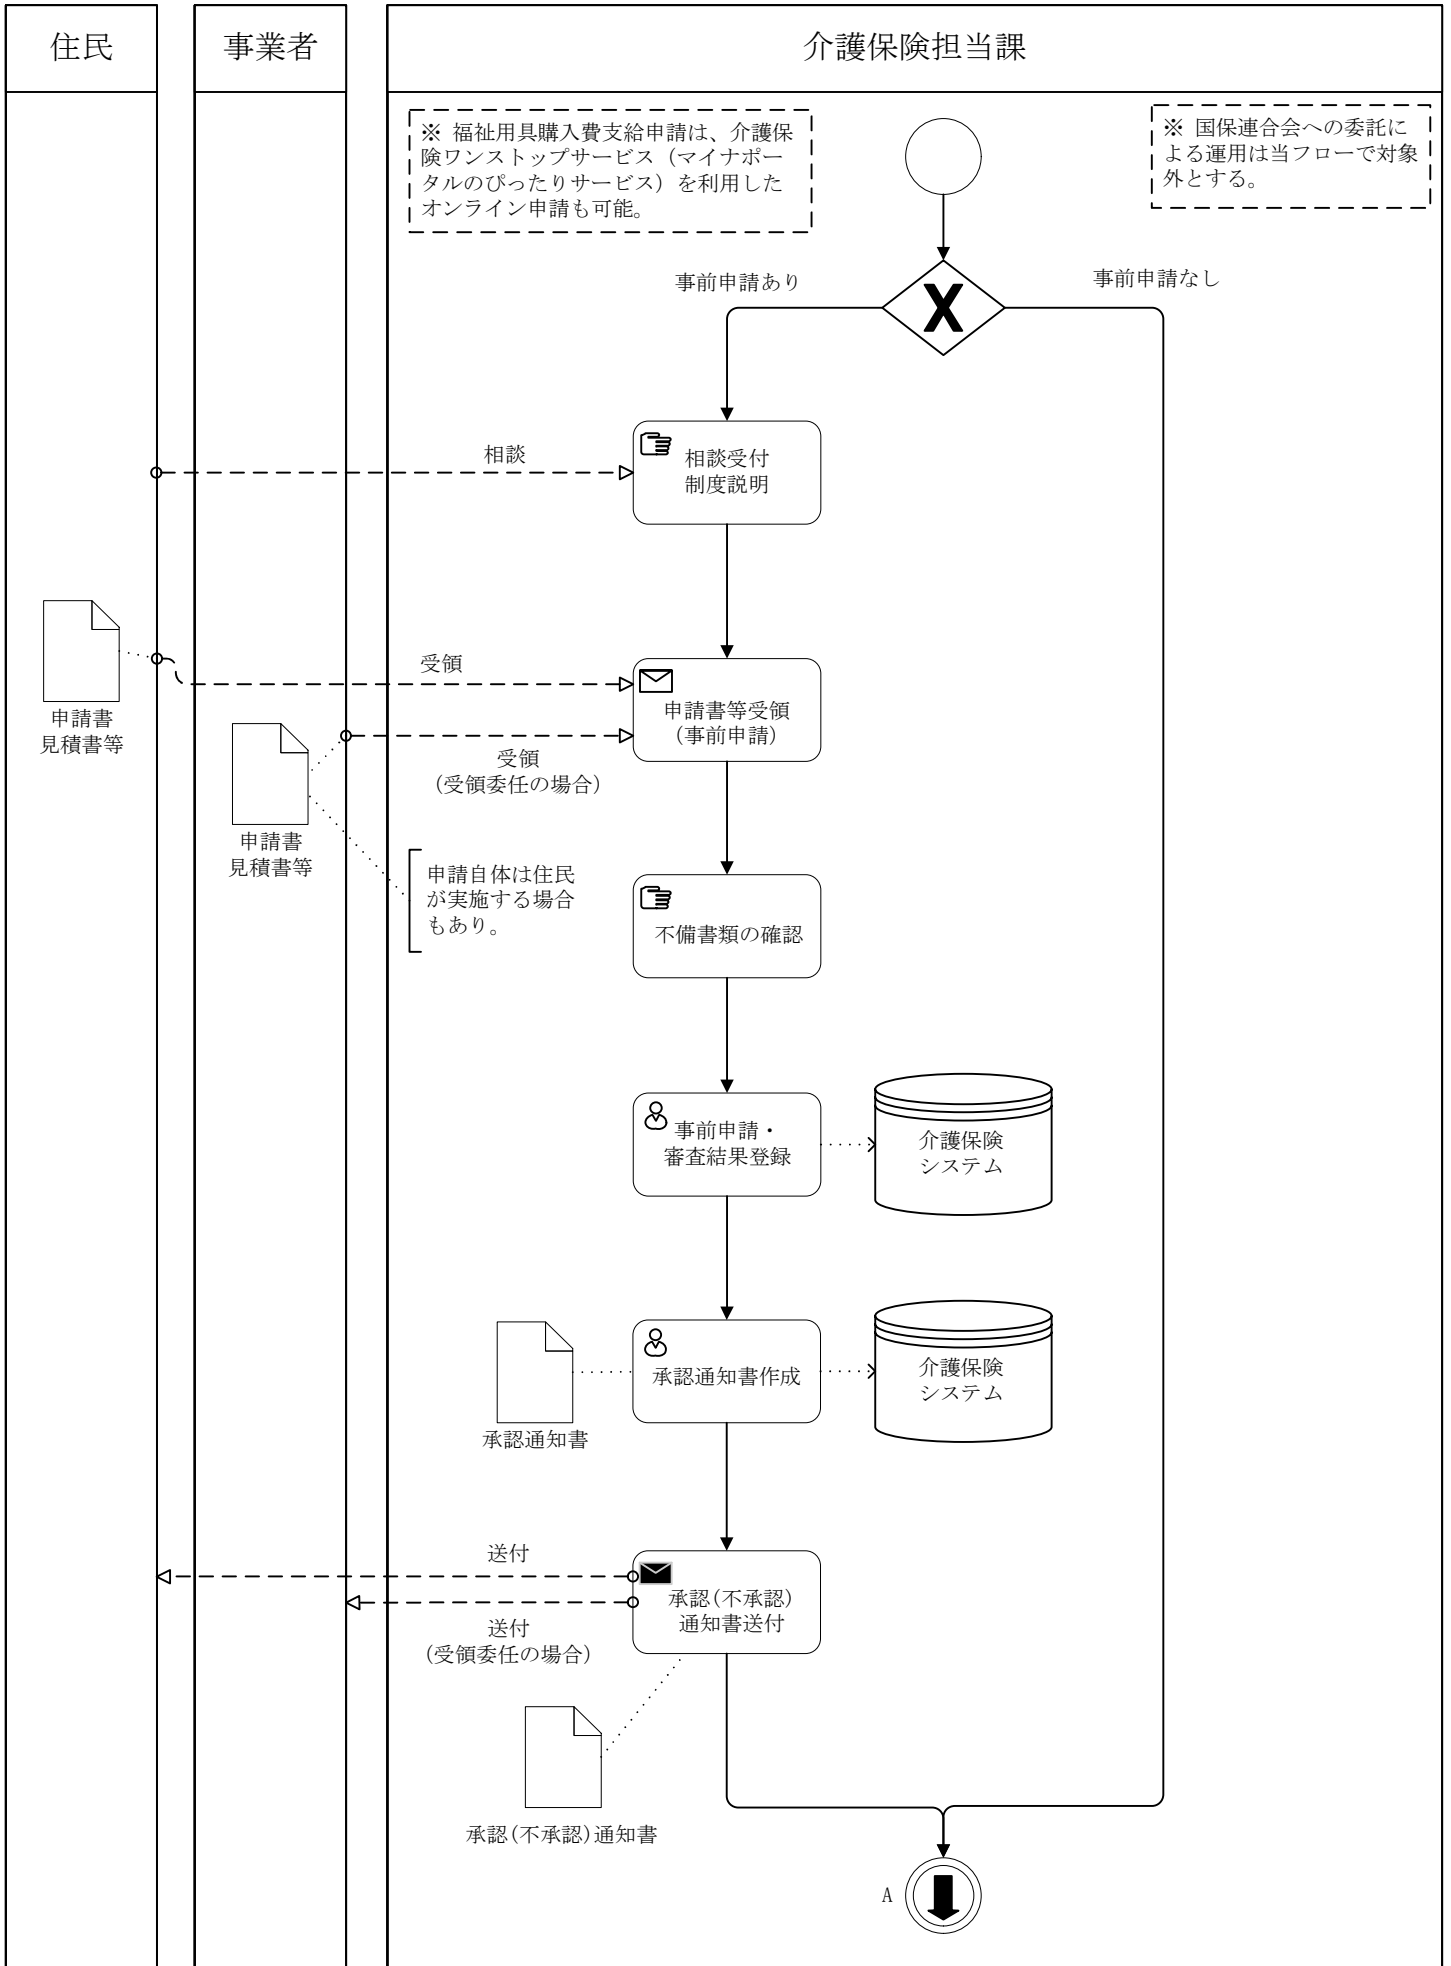 住民
事業者
介護保険担当課
※ 福祉用具購入費支給申請は、介護保
険ワンストップサービス（マイナポー
タルのぴったりサービス）を利用した
オンライン申請も可能。
※ 国保連合会への委託に
よる運用は当フローで対象
外とする。
事前申請あり
事前申請なし
X
相談
相談受付
制度説明
申請書
見積書等
受領
申請書等受領
（事前申請）
受領
（受領委任の場合）
申請書
見積書等
申請自体は住民
が実施する場合
もあり。
不備書類の確認
事前申請・
審査結果登録
介護保険
システム
承認通知書
承認通知書作成
介護保険
システム
送付
承認(不承認)
通知書送付
送付
（受領委任の場合）
承認(不承認)通知書
A